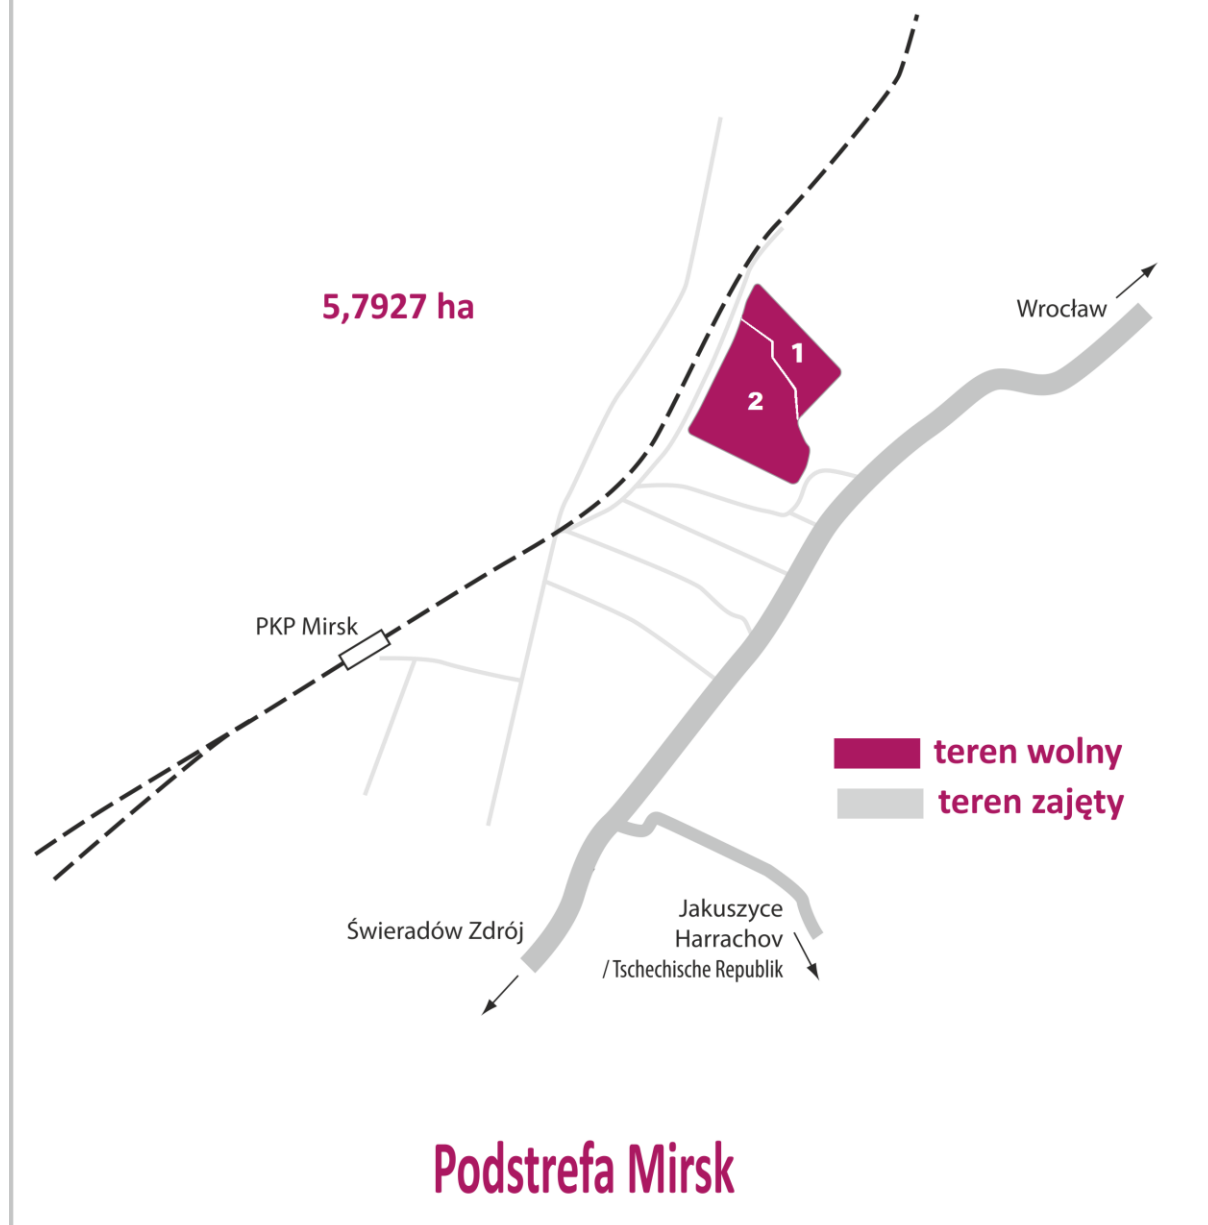 5,7927 ha
Wrocław
1
2
PKP Mirsk
teren wolny
teren zajęty
Świeradów Zdrój
Jakuszyce
Harrachov
/ Tschechische Republik
Podstrefa Mirsk